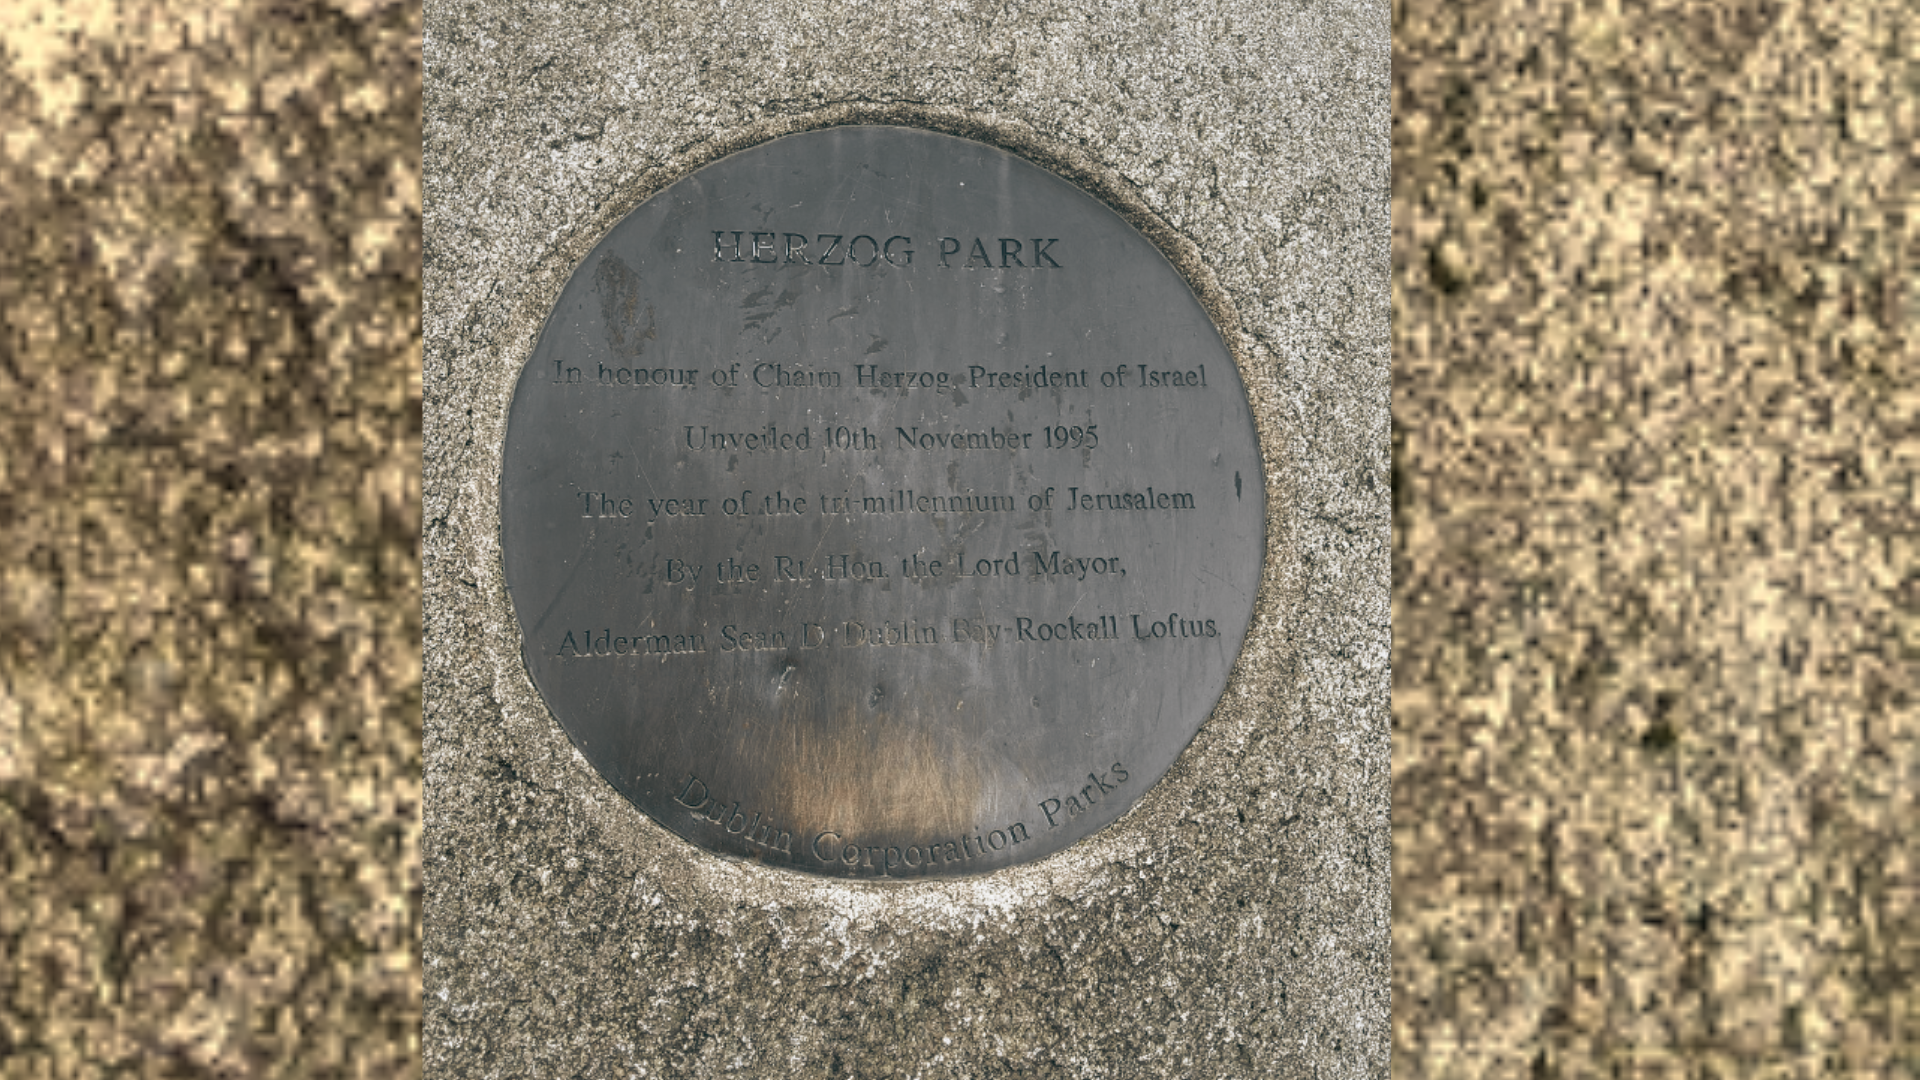 HERZOG PARK
In honour of Chaim Herzog, President of Israel
Unveiled 10th November 1995
The year of the tri-millennium of Jerusalem
By the Rt. Hon. the Lord Mayor,
Alderman Sean D. Dublin Bay-Rockall Loftus.
Dublin Corporation Parks